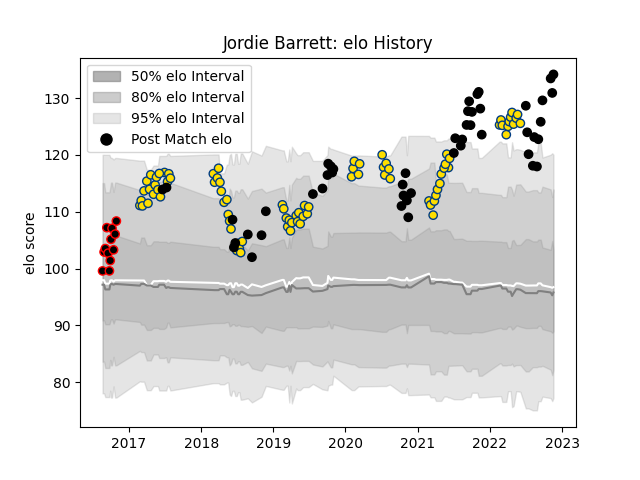 Jordie Barrett: elo History
50% elo Interval
80% elo Interval
95% elo Interval
Post Match elo
elo score
130
120
110
100
90
80
2017 2018 2019 2020 2021 2022 2023